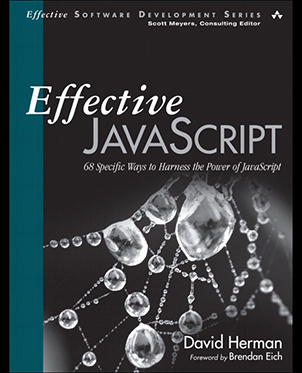 Effective Software Development Series
Scott Meyers, Consulting Editor
Effective
JAVASCRIPT
68 Specific Ways to Harness the Power of JavaScript
David Herman
Foreword by Brendan Eich